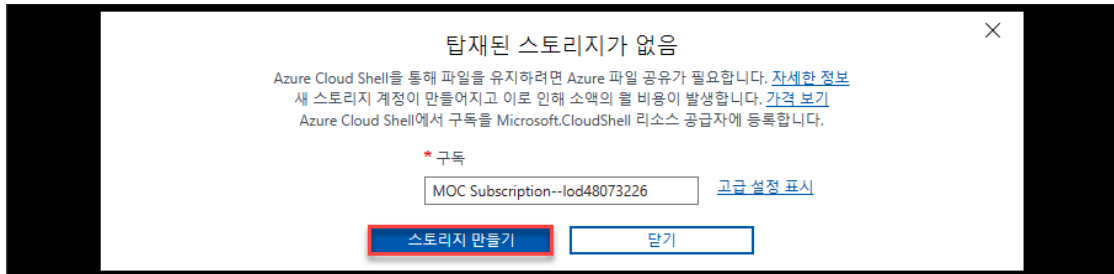 탑재된 스토리지가 없음
Azure Cloud Shell을 통해 파일을 유지하려면 Azure 파일 공유가 필요합니다. 자세한 정보
새 스토리지 계정이 만들어지고 이로 인해 소액의 월 비용이 발생합니다. 가격 보기
Azure Cloud Shell에서 구독을 Microsoft.CloudShell 리소스 공급자에 등록합니다.
* 구독
MOC Subscription--lod48073226 고급 설정 표시
스토리지 만들기 닫기